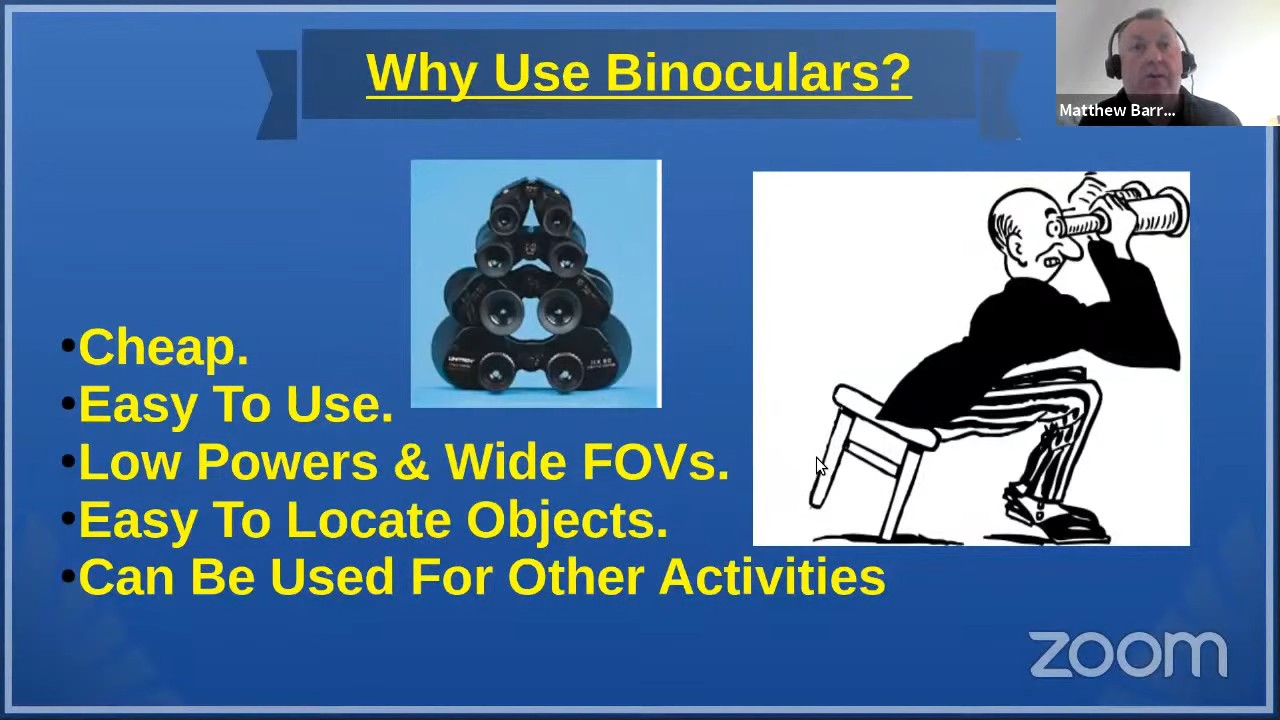 Why Use Binoculars?
Matthew Barr...
•Cheap.
•Easy To Use.
•Low Powers & Wide FOVs.
•Easy To Locate Objects.
•Can Be Used For Other Activities
zoom